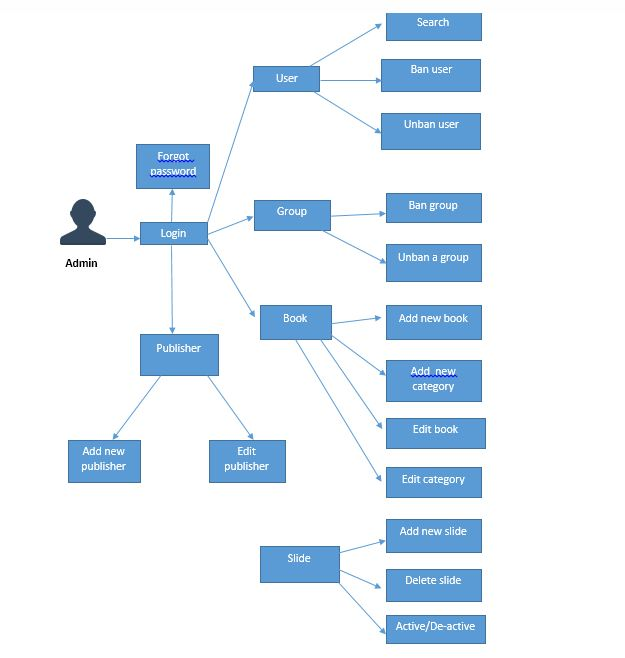 Search
User
Ban user
Unban user
Forgot
password
Group
Ban group
Login
Admin
Unban a group
Book
Add new book
Publisher
Add  new
category
Edit book
Add new
publisher
Edit
publisher
Edit category
Slide
Add new slide
Delete slide
Active/De-active